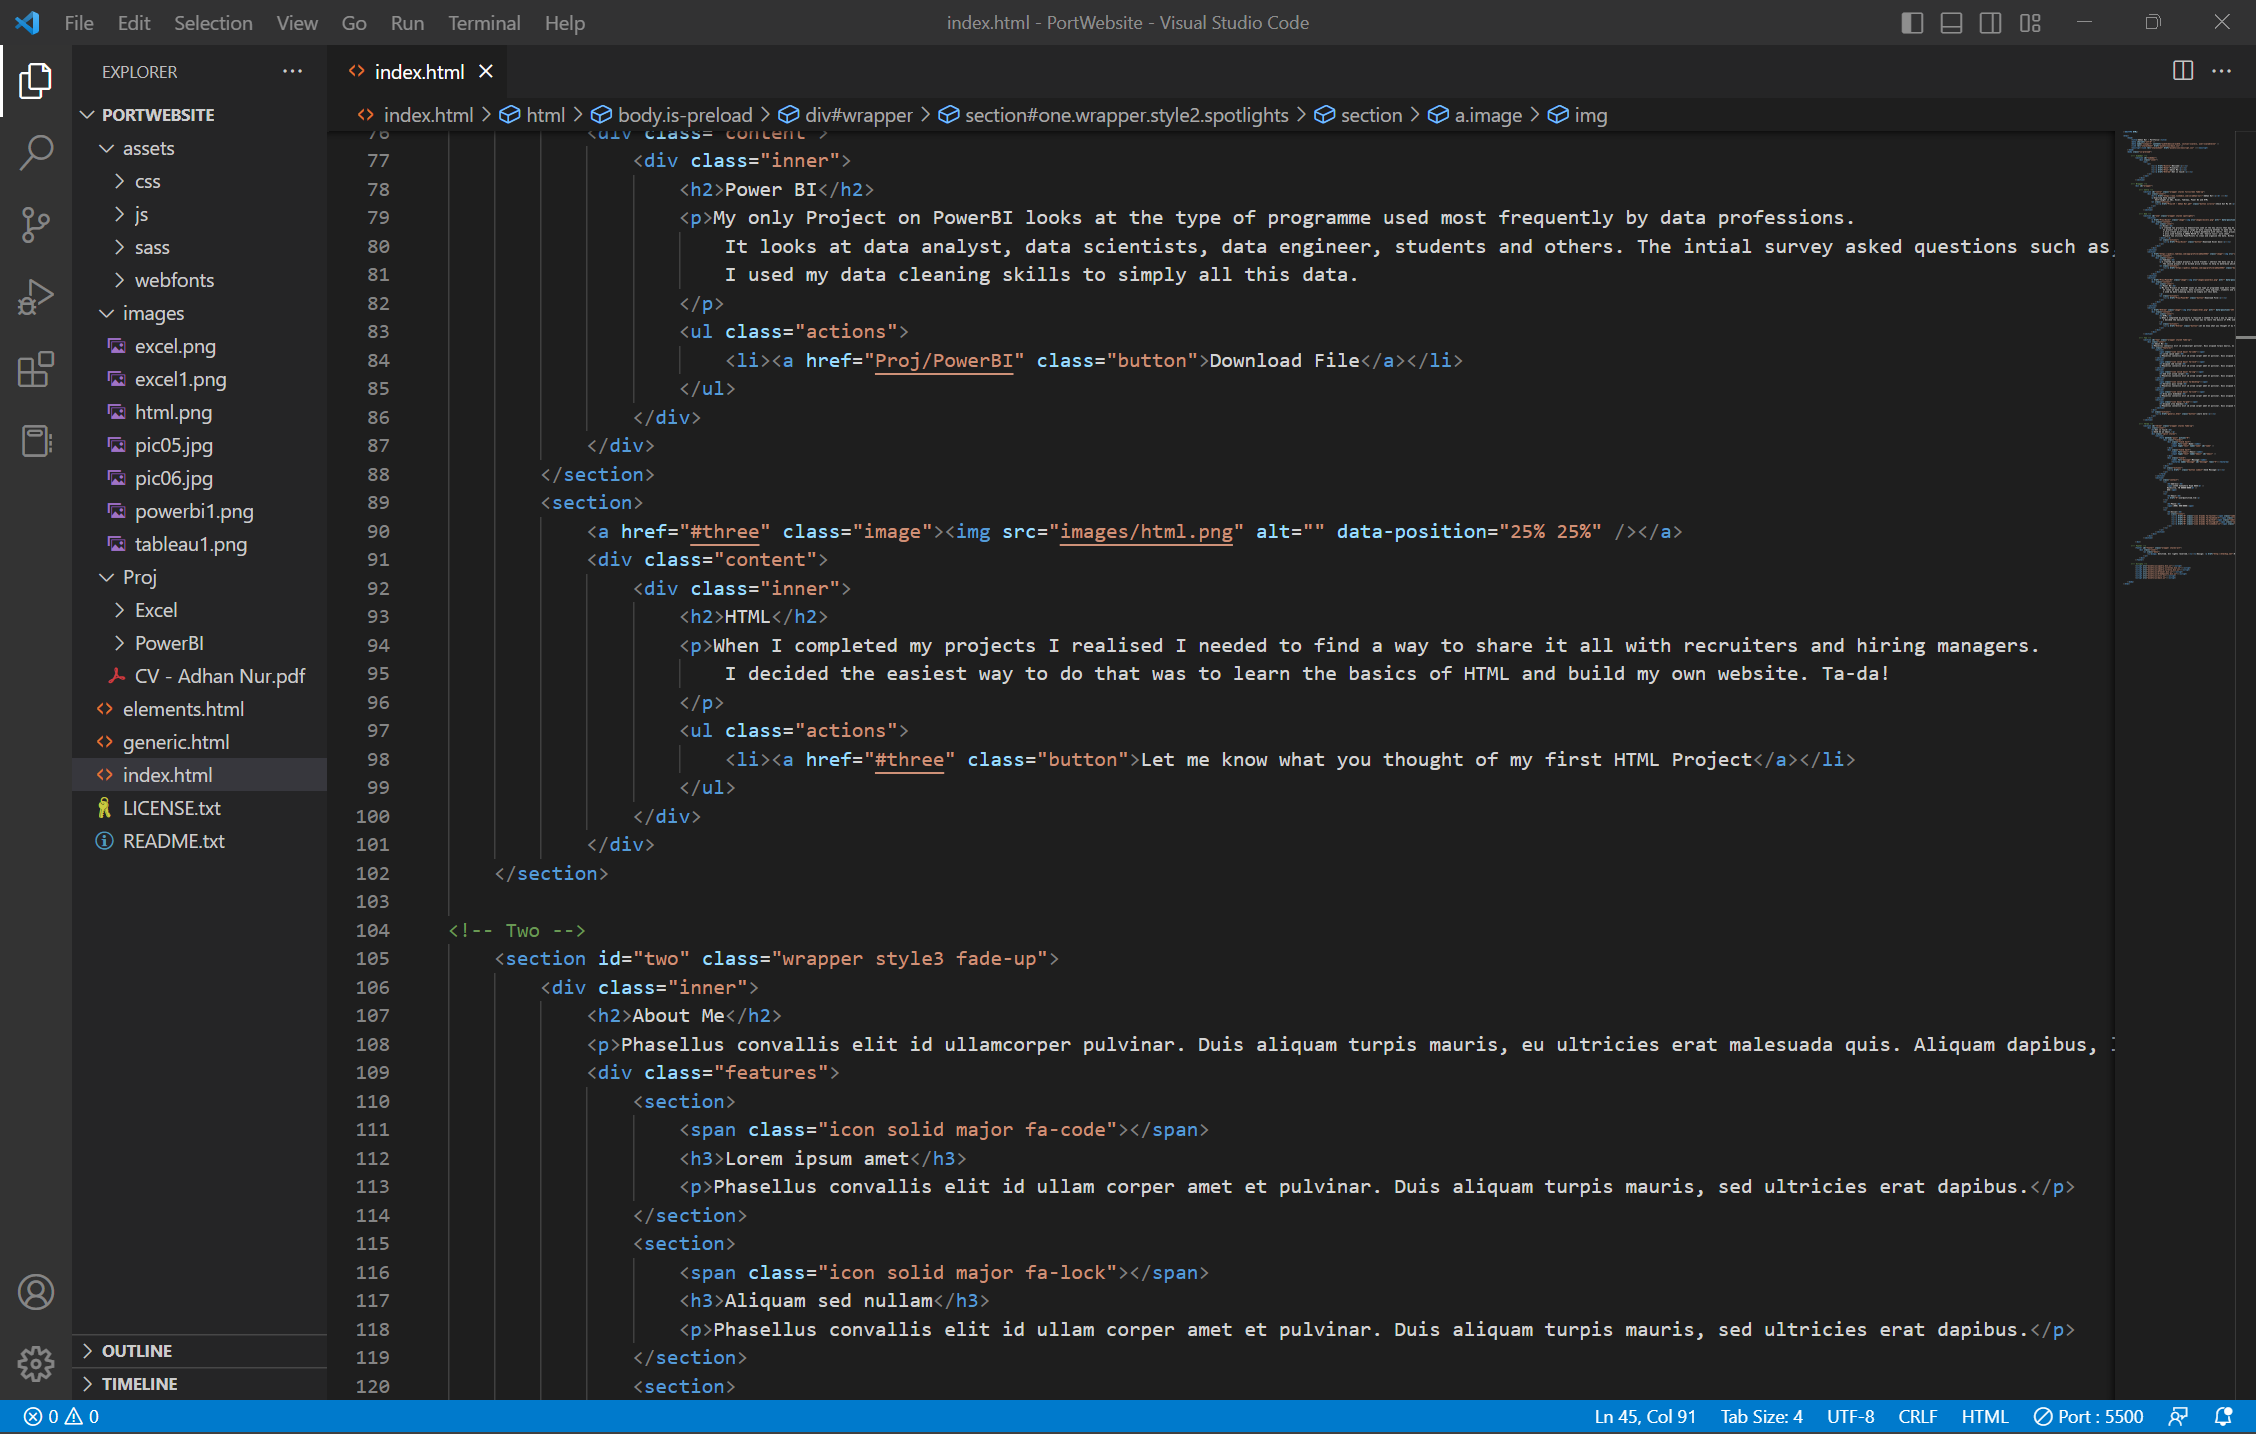 File Edit Selection View Go Run Terminal Help
index.html - PortWebsite - Visual Studio Code
EXPLORER
PORTWEBSITE
assets
css
js
sass
webfonts
images
excel.png
excel1.png
html.png
pic05.jpg
pic06.jpg
powerbi1.png
tableau1.png
Proj
Excel
PowerBI
CV - Adhan Nur.pdf
elements.html
generic.html
index.html
LICENSE.txt
README.txt
OUTLINE
TIMELINE
index.html
index.html > html > body.is-preload > div#wrapper > section#one.wrapper.style2.spotlights > section > a.image > img
76 <div class="content">
77 <div class="inner">
78 <h2>Power BI</h2>
79 <p>My only Project on PowerBI looks at the type of programme used most frequently by data professions.
80 It looks at data analyst, data scientists, data engineer, students and others. The intial survey asked questions such as,
81 I used my data cleaning skills to simply all this data.
82 </p>
83 <ul class="actions">
84 <li><a href="Proj/PowerBI" class="button">Download File</a></li>
85 </ul>
86 </div>
87 </div>
88 </section>
89 <section>
90 <a href="#three" class="image"><img src="images/html.png" alt="" data-position="25% 25%" /></a>
91 <div class="content">
92 <div class="inner">
93 <h2>HTML</h2>
94 <p>When I completed my projects I realised I needed to find a way to share it all with recruiters and hiring managers.
95 I decided the easiest way to do that was to learn the basics of HTML and build my own website. Ta-da!
96 </p>
97 <ul class="actions">
98 <li><a href="#three" class="button">Let me know what you thought of my first HTML Project</a></li>
99 </ul>
100 </div>
101 </div>
102 </section>
103
104 <!-- Two -->
105 <section id="two" class="wrapper style3 fade-up">
106 <div class="inner">
107 <h2>About Me</h2>
108 <p>Phasellus convallis elit id ullamcorper pulvinar. Duis aliquam turpis mauris, eu ultricies erat malesuada quis. Aliquam dapibus,
109 <div class="features">
110 <section>
111 <span class="icon solid major fa-code"></span>
112 <h3>Lorem ipsum amet</h3>
113 <p>Phasellus convallis elit id ullam corper amet et pulvinar. Duis aliquam turpis mauris, sed ultricies erat dapibus.</p>
114 </section>
115 <section>
116 <span class="icon solid major fa-lock"></span>
117 <h3>Aliquam sed nullam</h3>
118 <p>Phasellus convallis elit id ullam corper amet et pulvinar. Duis aliquam turpis mauris, sed ultricies erat dapibus.</p>
119 </section>
120 <section>
0 0
Ln 45, Col 91 Tab Size: 4 UTF-8 CRLF HTML Port : 5500